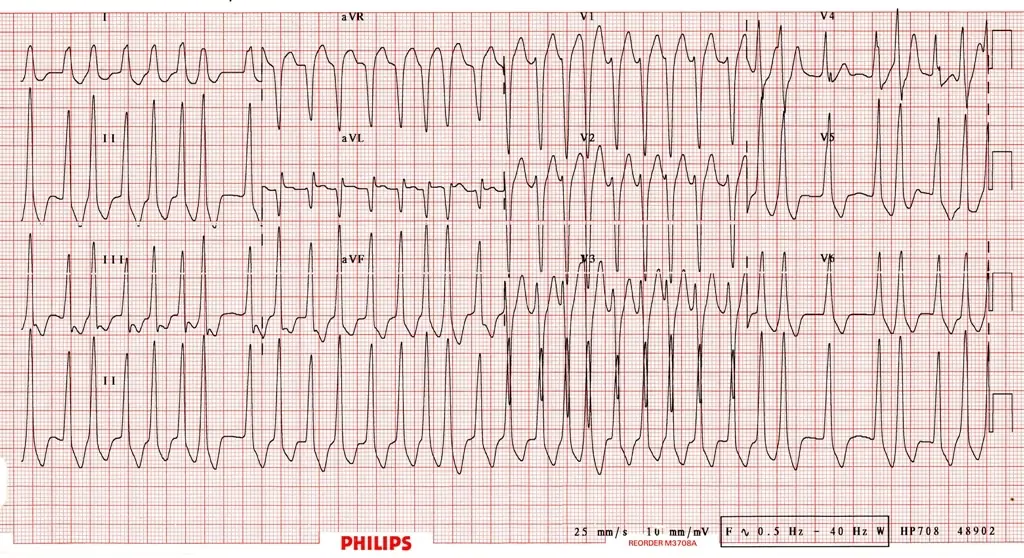 I aVR V1 V4
II aVL V2 V5
III aVF V3 V6
II
25 mm/s 10 mm/mV F ∿ 0.5 Hz - 40 Hz W HP708 48902
PHILIPS REORDER M3708A